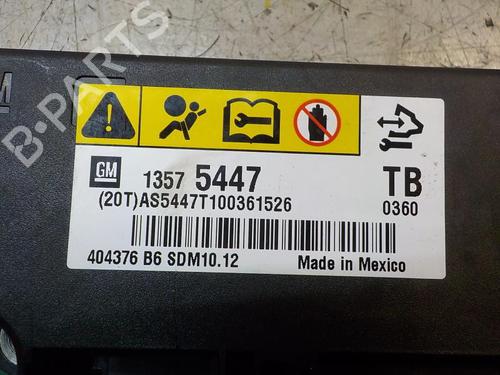 M
B-PARTS
GM 1357 5447 TB
(20T)AS5447T100361526 0360
404376 B6 SDM10.12 Made in Mexico